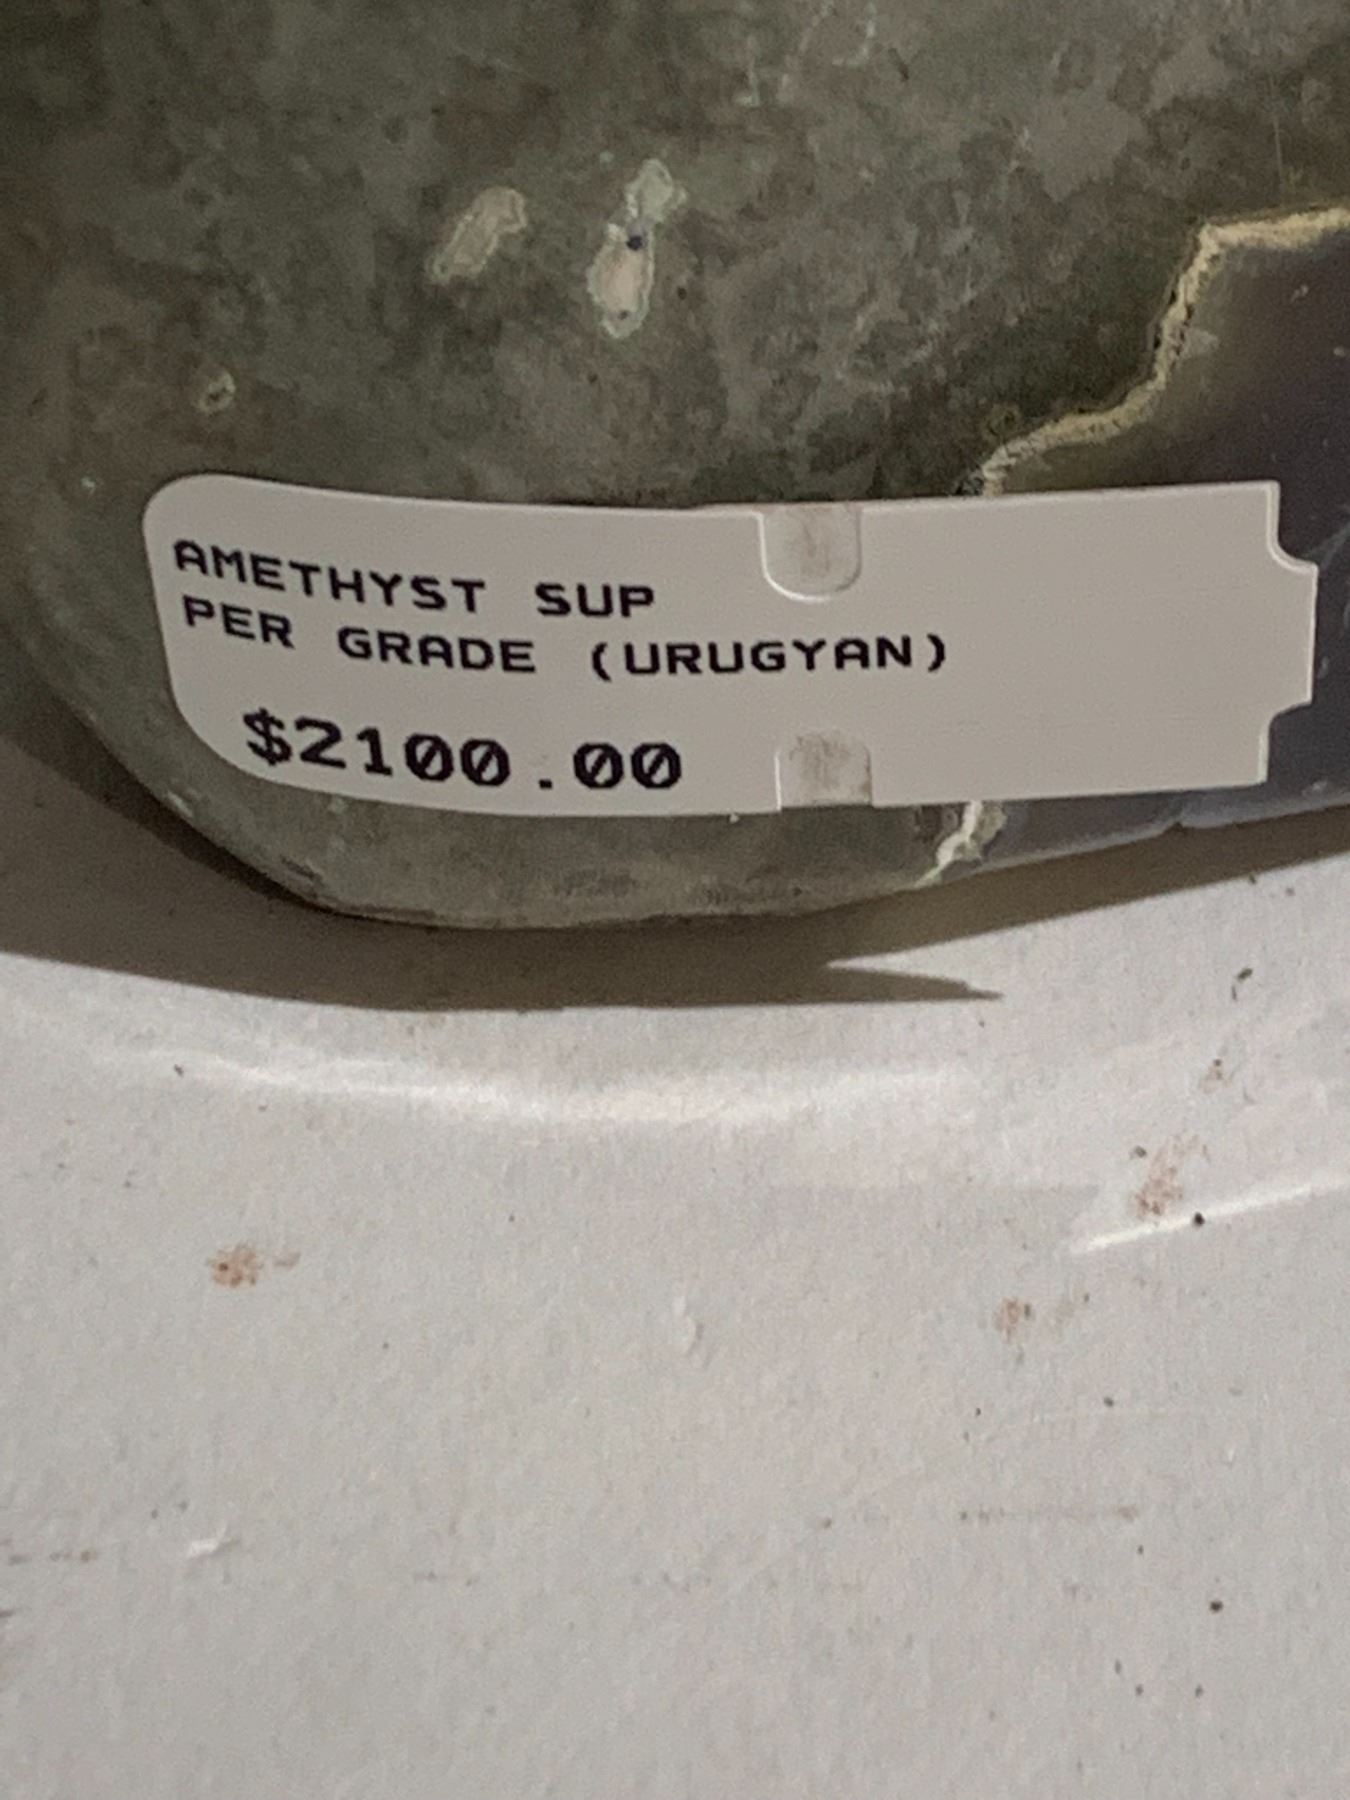 AMETHYST SUP
PER GRADE (URUGYAN)
$2100.00